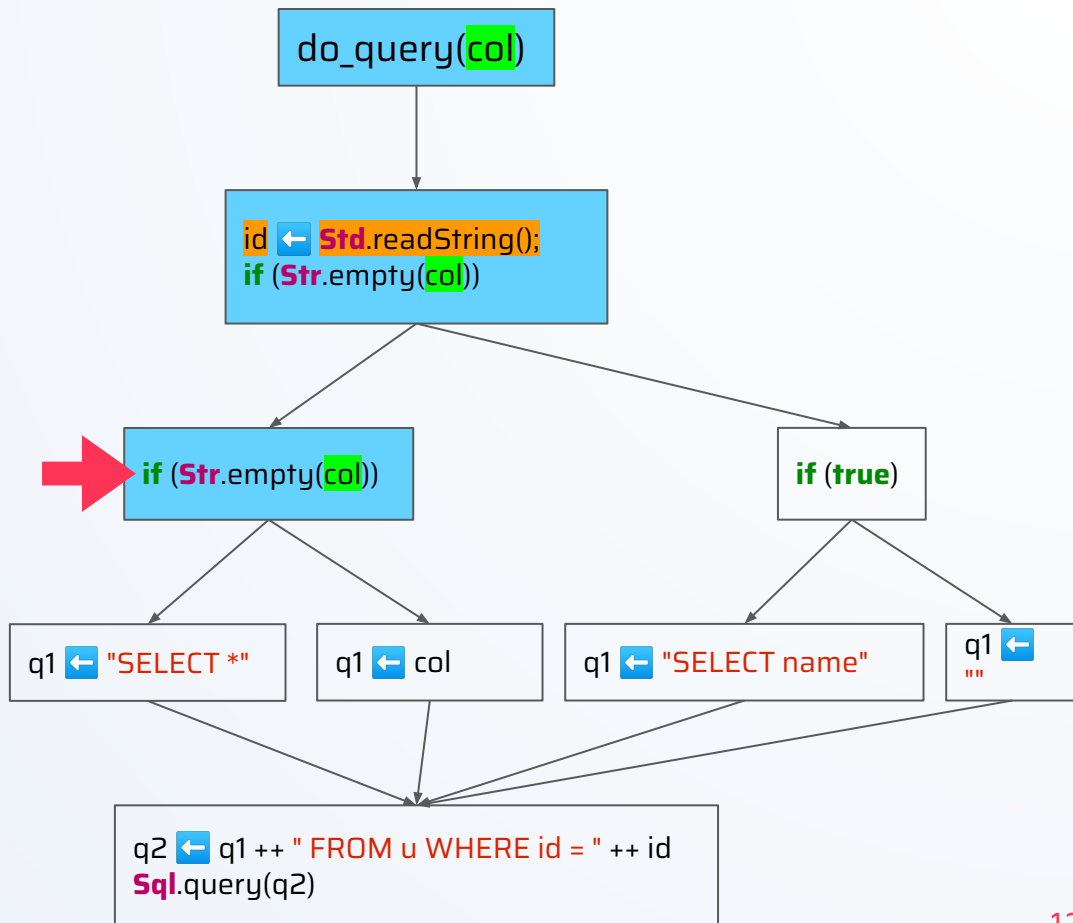 do_query(col)
id ⬅️ Std.readString();
if (Str.empty(col))
if (Str.empty(col))
if (true)
q1 ⬅️ "SELECT *"
q1 ⬅️ col
q1 ⬅️ "SELECT name"
q1 ⬅️
""
q2 ⬅️ q1 ++ " FROM u WHERE id = " ++ id
Sql.query(q2)